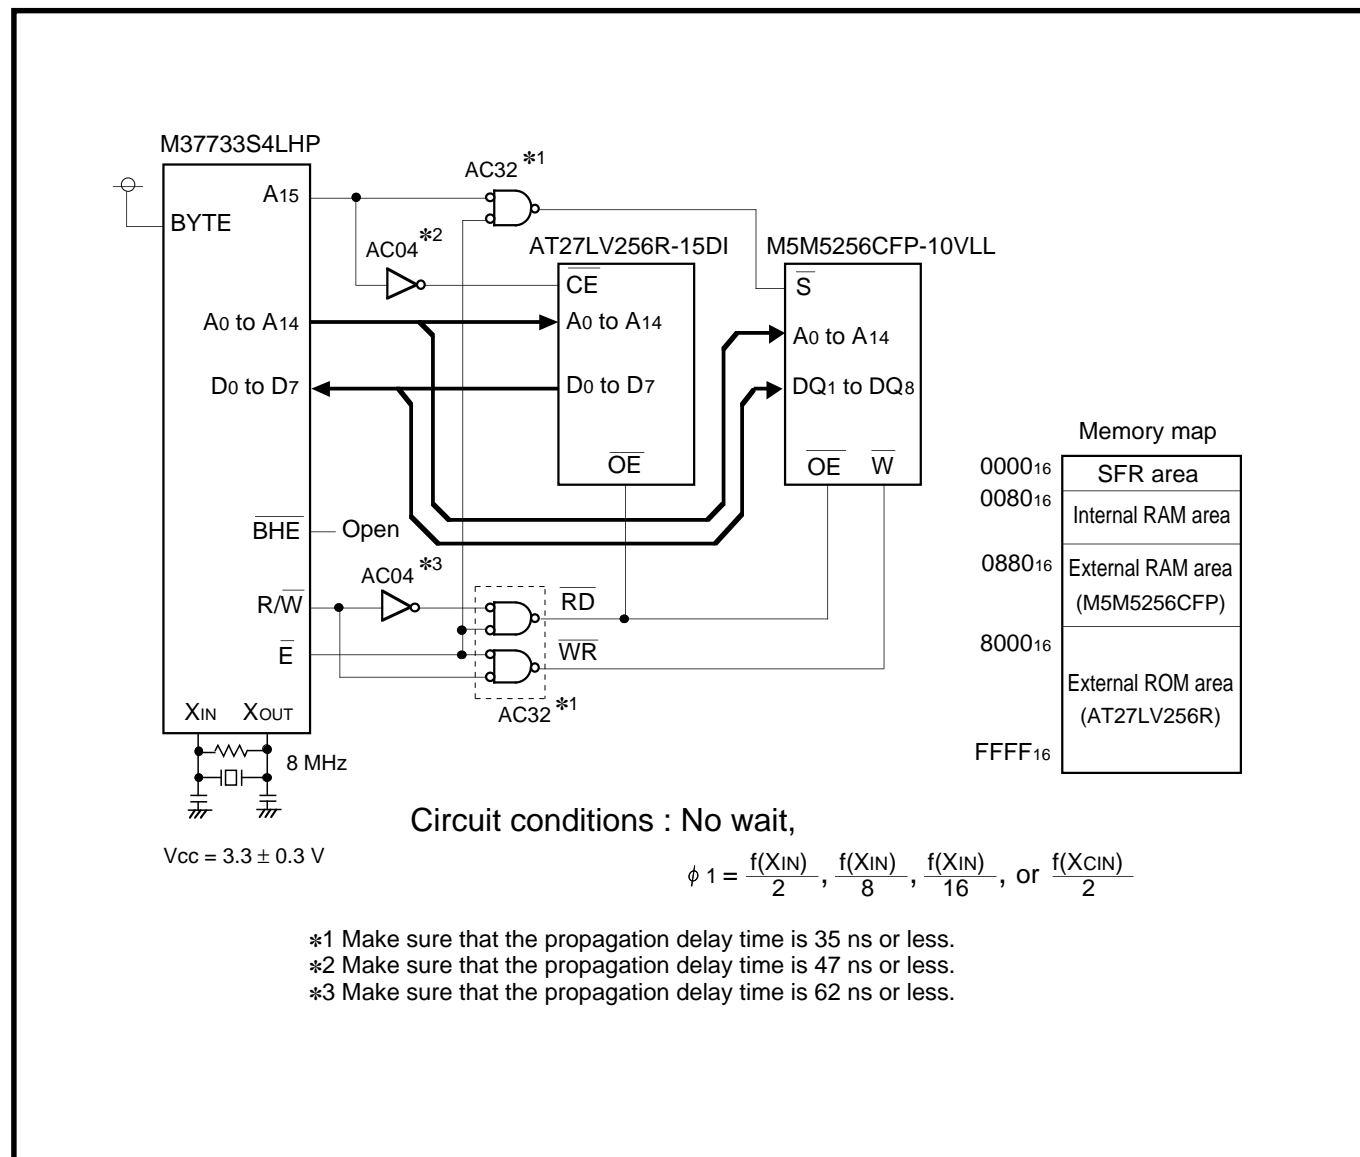 M37733S4LHP
AC32 *1
A15
BYTE
AC04 *2
AT27LV256R-15DI
M5M5256CFP-10VLL
CE
S
A0 to A14
A0 to A14
A0 to A14
D0 to D7
D0 to D7
DQ1 to DQ8
Memory map
OE
OE
W
000016
SFR area
008016
Internal RAM area
BHE
Open
088016
External RAM area
(M5M5256CFP)
AC04 *3
R/W
RD
800016
E
WR
External ROM area
(AT27LV256R)
XIN
XOUT
AC32 *1
FFFF16
8 MHz
Circuit conditions : No wait,
Vcc = 3.3 ± 0.3 V
ϕ 1 = f(XIN)/2 , f(XIN)/8 , f(XIN)/16 , or f(XCIN)/2
*1 Make sure that the propagation delay time is 35 ns or less.
*2 Make sure that the propagation delay time is 47 ns or less.
*3 Make sure that the propagation delay time is 62 ns or less.